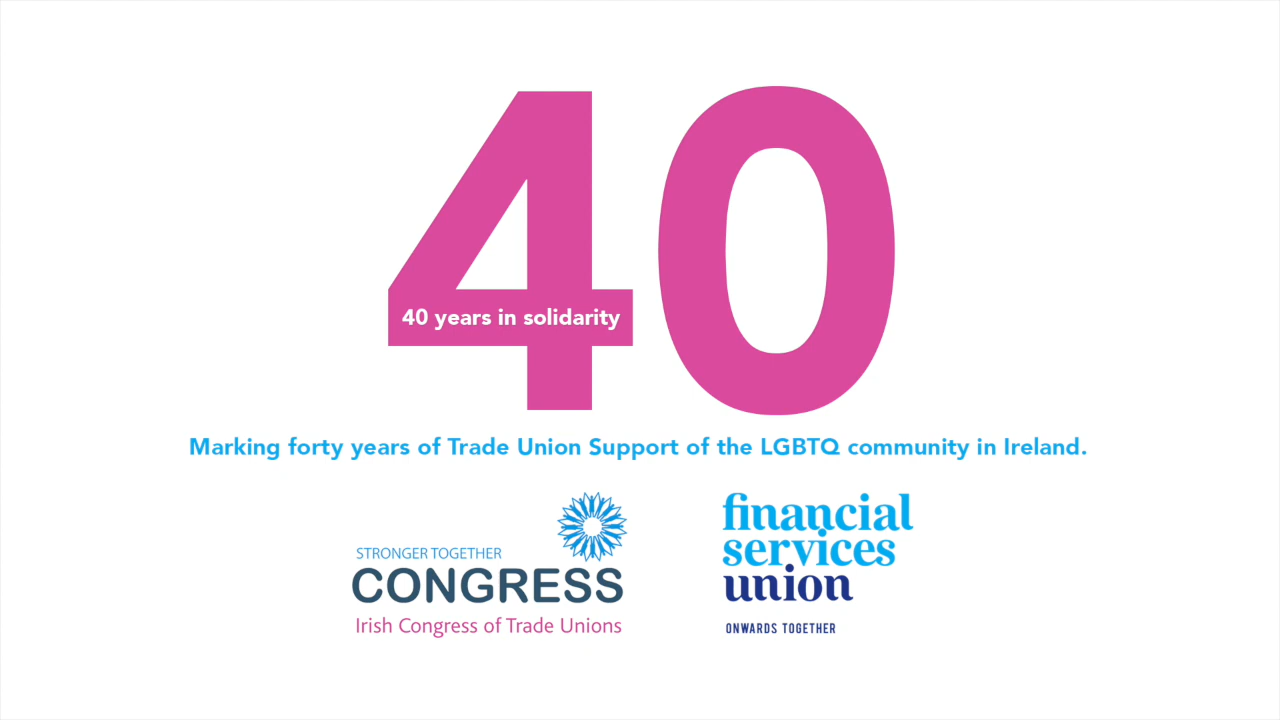 40
40 years in solidarity
Marking forty years of Trade Union Support of the LGBTQ community in Ireland.
STRONGER TOGETHER
CONGRESS
Irish Congress of Trade Unions
financial
services
union
ONWARDS TOGETHER